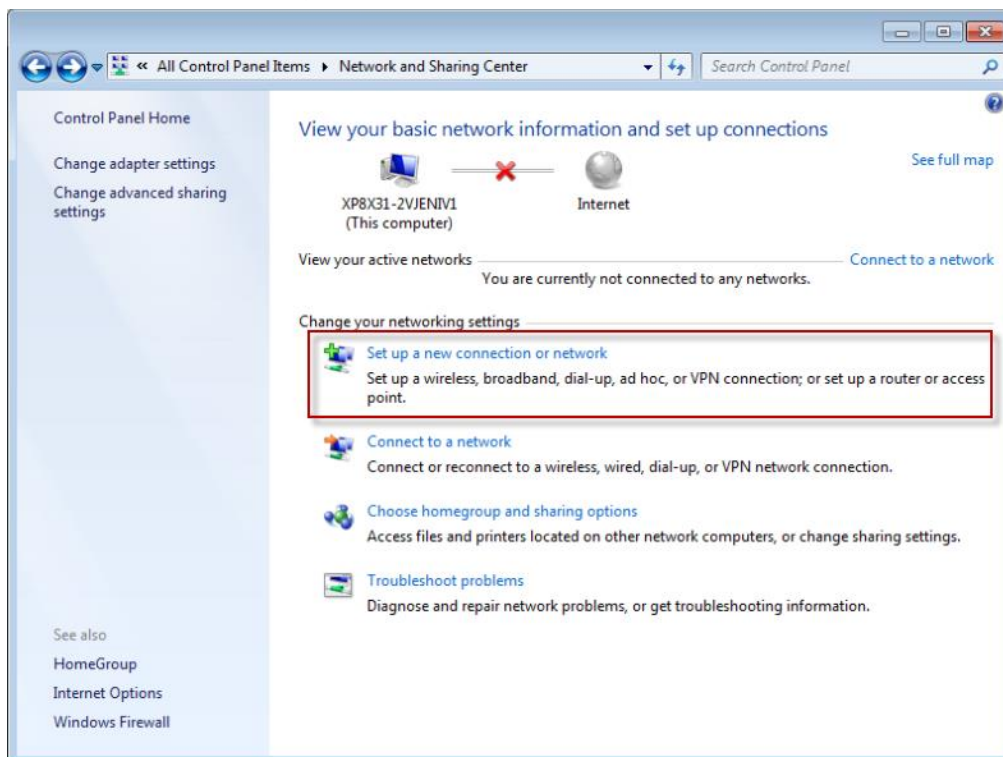 « All Control Panel Items ▸ Network and Sharing Center
Search Control Panel
Control Panel Home
Change adapter settings
Change advanced sharing
settings
View your basic network information and set up connections
See full map
XP8X31-2VJENIV1
(This computer)
Internet
View your active networks
Connect to a network
You are currently not connected to any networks.
Change your networking settings
Set up a new connection or network
Set up a wireless, broadband, dial-up, ad hoc, or VPN connection; or set up a router or access
point.
Connect to a network
Connect or reconnect to a wireless, wired, dial-up, or VPN network connection.
Choose homegroup and sharing options
Access files and printers located on other network computers, or change sharing settings.
Troubleshoot problems
Diagnose and repair network problems, or get troubleshooting information.
See also
HomeGroup
Internet Options
Windows Firewall